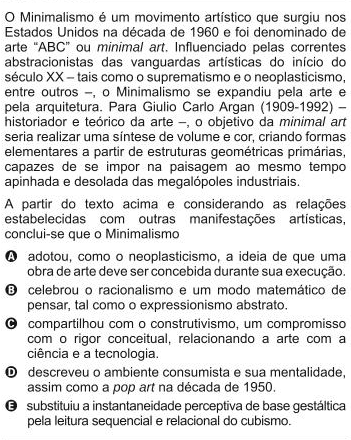 O Minimalismo é um movimento artístico que surgiu nos
Estados Unidos na década de 1960 e foi denominado de
arte “ABC” ou minimal art. Influenciado pelas correntes
abstracionistas das vanguardas artísticas do início do
século XX – tais como o suprematismo e o neoplasticismo,
entre outros –, o Minimalismo se expandiu pela arte e
pela arquitetura. Para Giulio Carlo Argan (1909-1992) –
historiador e teórico da arte –, o objetivo da minimal art
seria realizar uma síntese de volume e cor, criando formas
elementares a partir de estruturas geométricas primárias,
capazes de se impor na paisagem ao mesmo tempo
apinhada e desolada das megalópoles industriais.
A partir do texto acima e considerando as relações
estabelecidas com outras manifestações artísticas,
conclui-se que o Minimalismo
A adotou, como o neoplasticismo, a ideia de que uma
obra de arte deve ser concebida durante sua execução.
B celebrou o racionalismo e um modo matemático de
pensar, tal como o expressionismo abstrato.
C compartilhou com o construtivismo, um compromisso
com o rigor conceitual, relacionando a arte com a
ciência e a tecnologia.
D descreveu o ambiente consumista e sua mentalidade,
assim como a pop art na década de 1950.
E substituiu a instantaneidade perceptiva de base gestáltica
pela leitura sequencial e relacional do cubismo.